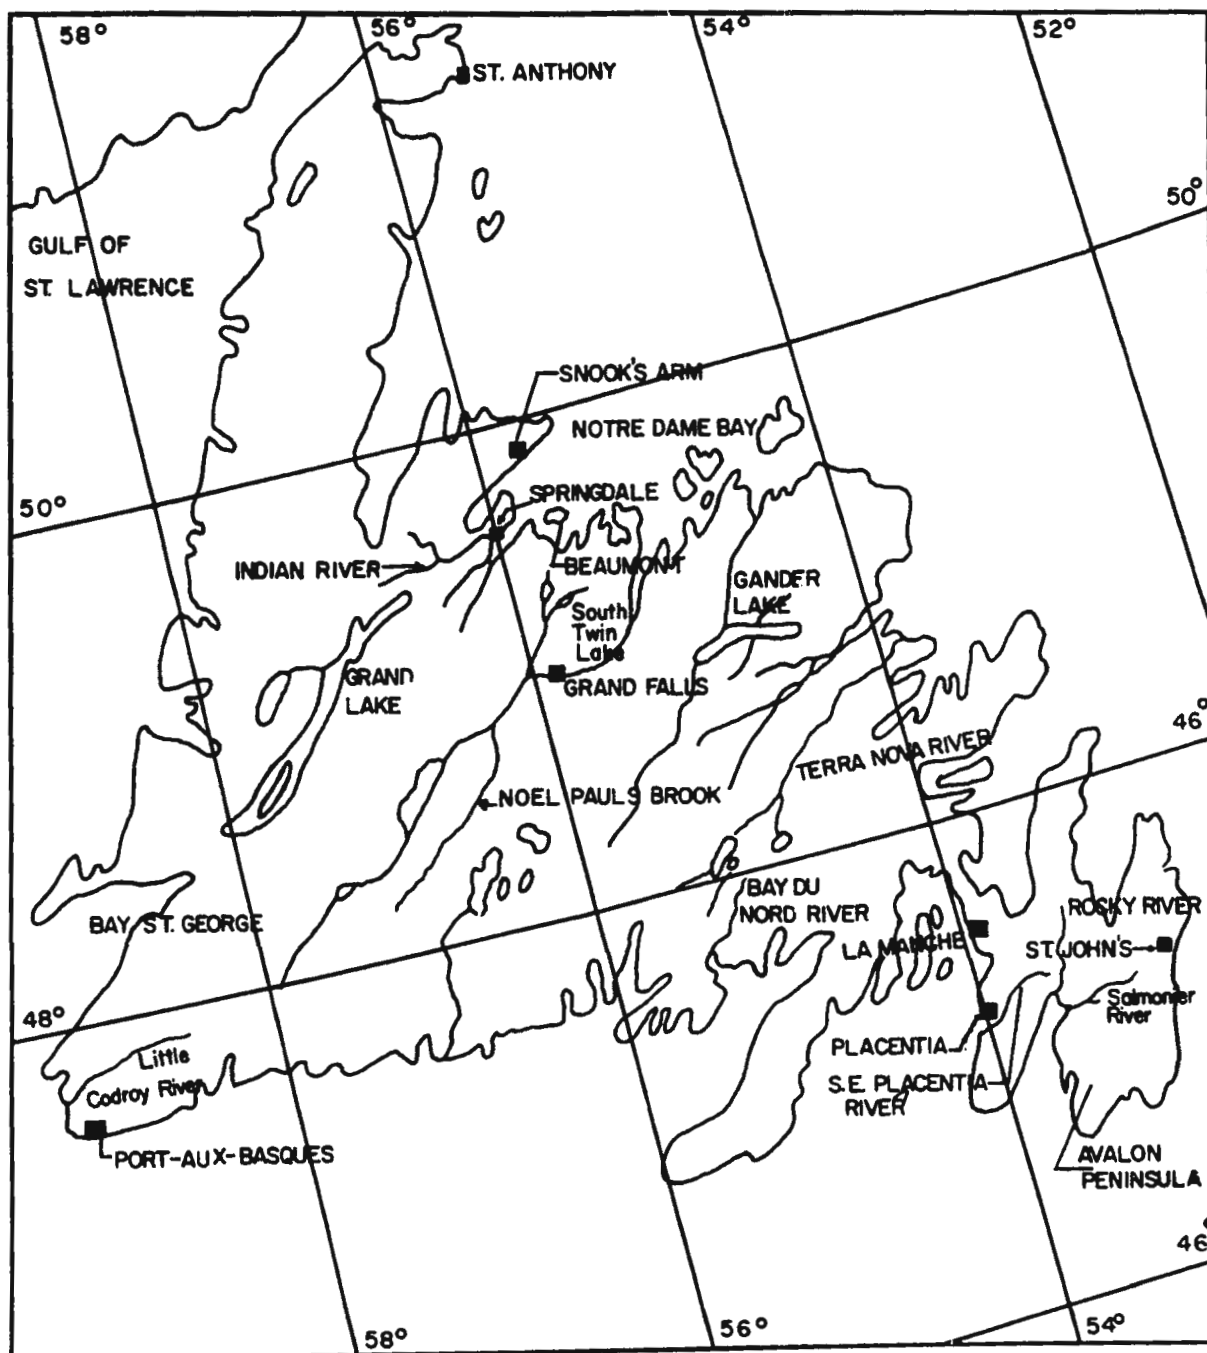 58°
56°
54°
52°
ST. ANTHONY
50°
GULF OF
ST. LAWRENCE
SNOOK'S ARM
NOTRE DAME BAY
50°
SPRINGDALE
INDIAN RIVER
BEAUMONT
GANDER
LAKE
South
Twin
Lake
GRAND
LAKE
GRAND FALLS
46°
TERRA NOVA RIVER
NOEL PAULS BROOK
BAY DU
NORD RIVER
BAY ST. GEORGE
ROCKY RIVER
LA MANCHE
ST. JOHN'S
Salmonier
River
48°
Little
Codroy River
PLACENTIA
S.E. PLACENTIA
RIVER
PORT-AUX-BASQUES
AVALON
PENINSULA
46
58°
56°
54°